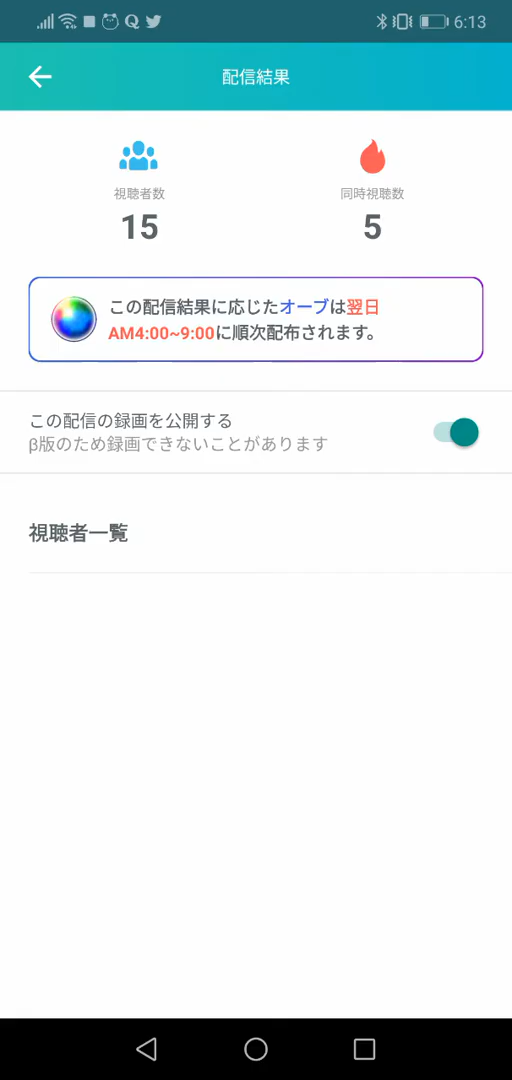 6:13
配信結果
視聴者数
同時視聴数
15
5
この配信結果に応じたオーブは翌日
AM4:00~9:00に順次配布されます。
この配信の録画を公開する
β版のため録画できないことがあります
視聴者一覧